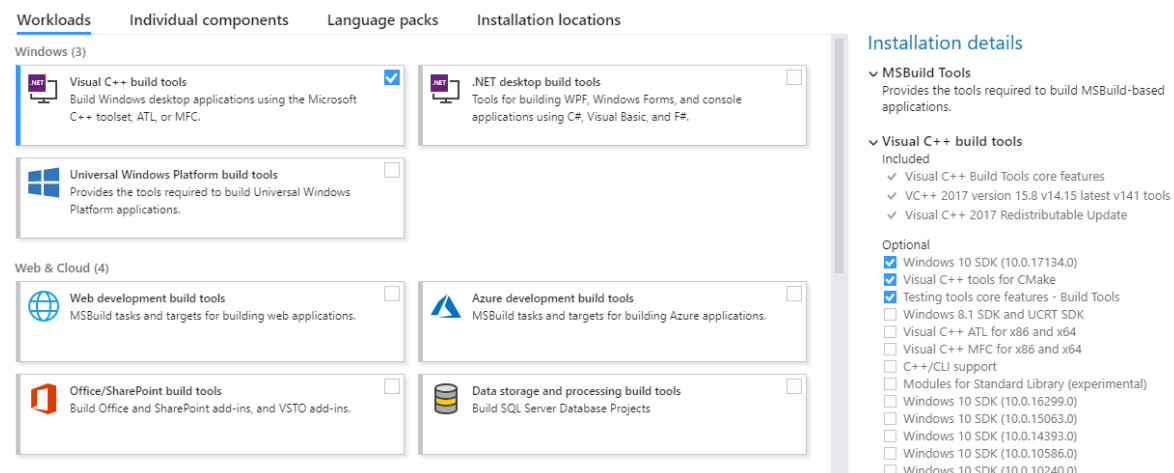 Workloads
Individual components
Language packs
Installation locations
Windows (3)
.NET
Visual C++ build tools
Build Windows desktop applications using the Microsoft
C++ toolset, ATL, or MFC.
.NET
.NET desktop build tools
Tools for building WPF, Windows Forms, and console
applications using C#, Visual Basic, and F#.
Universal Windows Platform build tools
Provides the tools required to build Universal Windows
Platform applications.
Web & Cloud (4)
Web development build tools
MSBuild tasks and targets for building web applications.
Azure development build tools
MSBuild tasks and targets for building Azure applications.
Office/SharePoint build tools
Build Office and SharePoint add-ins, and VSTO add-ins.
Data storage and processing build tools
Build SQL Server Database Projects
Installation details
MSBuild Tools
Provides the tools required to build MSBuild-based
applications.
Visual C++ build tools
Included
Visual C++ Build Tools core features
VC++ 2017 version 15.8 v14.15 latest v141 tools
Visual C++ 2017 Redistributable Update
Optional
Windows 10 SDK (10.0.17134.0)
Visual C++ tools for CMake
Testing tools core features - Build Tools
Windows 8.1 SDK and UCRT SDK
Visual C++ ATL for x86 and x64
Visual C++ MFC for x86 and x64
C++/CLI support
Modules for Standard Library (experimental)
Windows 10 SDK (10.0.16299.0)
Windows 10 SDK (10.0.15063.0)
Windows 10 SDK (10.0.14393.0)
Windows 10 SDK (10.0.10586.0)
Windows 10 SDK (10.0.10240.0)